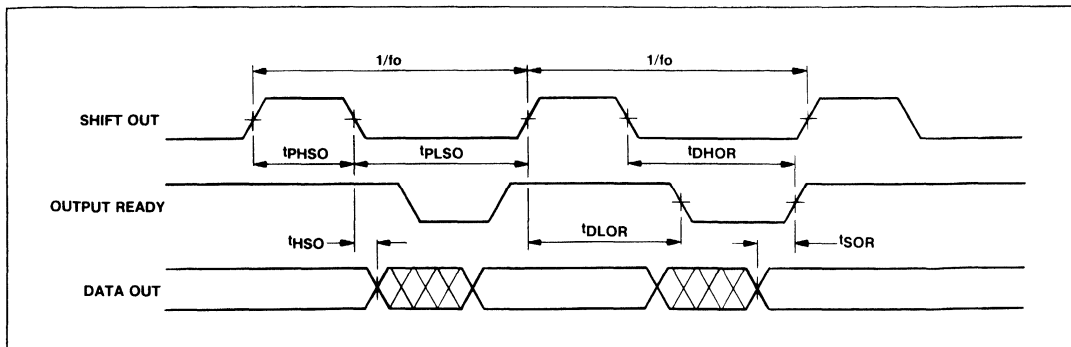 1/fo 1/fo
SHIFT OUT
tPHSO tPLSO tDHOR
OUTPUT READY
tHSO tDLOR tSOR
DATA OUT